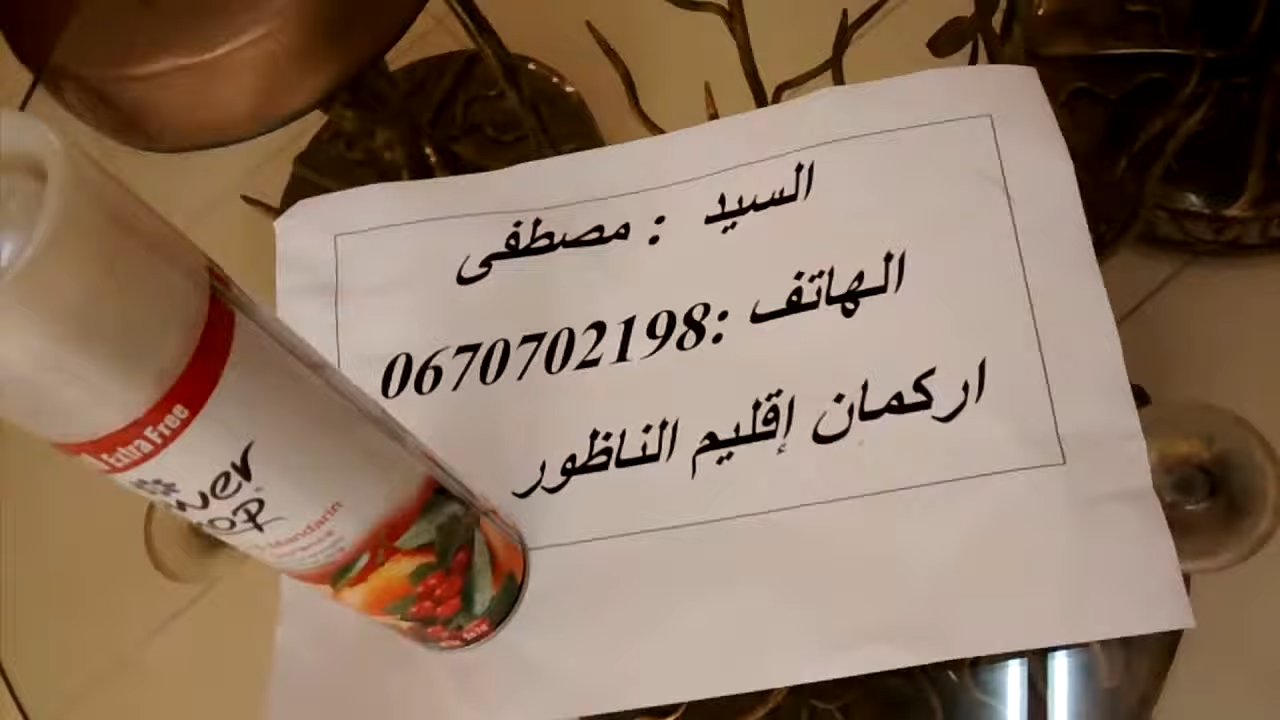 السيد : مصطفى
الهاتف :0670702198
اركمان إقليم الناظور
Extra Free
Mandarin